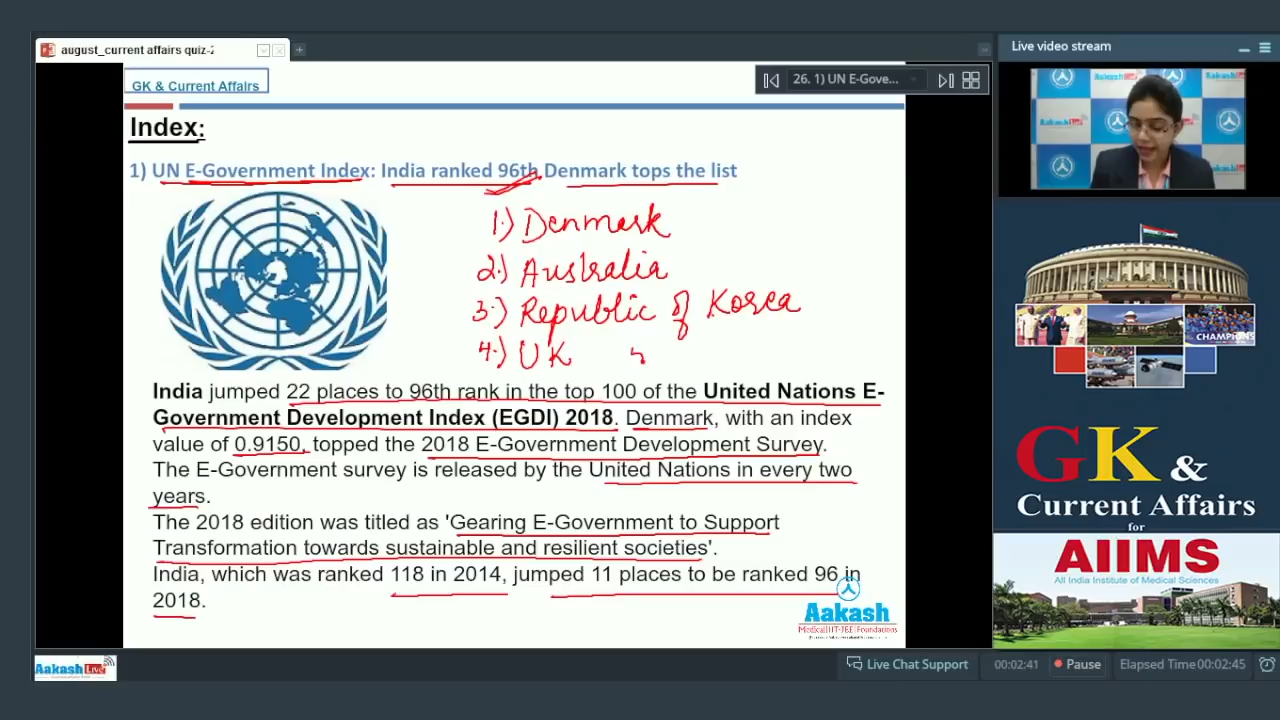 august_current affairs quiz-2
GK & Current Affairs
26. 1) UN E-Gove...
Live video stream
Index:
1) UN E-Government Index: India ranked 96th, Denmark tops the list
1.) Denmark
2.) Australia
3.) Republic of Korea
4.) UK
India jumped 22 places to 96th rank in the top 100 of the United Nations E-
Government Development Index (EGDI) 2018. Denmark, with an index
value of 0.9150, topped the 2018 E-Government Development Survey.
The E-Government survey is released by the United Nations in every two
years.
The 2018 edition was titled as 'Gearing E-Government to Support
Transformation towards sustainable and resilient societies'.
India, which was ranked 118 in 2014, jumped 11 places to be ranked 96 in
2018.
Aakash
Medical|IIT-JEE|Foundations
CHAMPIONS
GK &
Current Affairs
for
AIIMS
All India Institute of Medical Sciences
Aakash Live
Live Chat Support
00:02:41
Pause
Elapsed Time 00:02:45